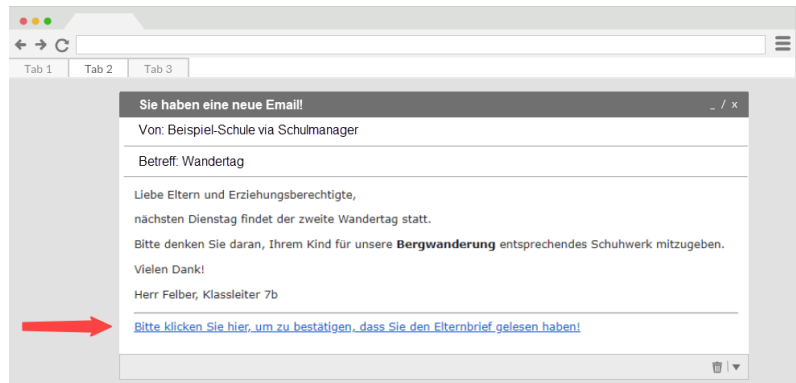 Tab 1
Tab 2
Tab 3
Sie haben eine neue Email!
_ / x
Von: Beispiel-Schule via Schulmanager
Betreff: Wandertag
Liebe Eltern und Erziehungsberechtigte,
nächsten Dienstag findet der zweite Wandertag statt.
Bitte denken Sie daran, Ihrem Kind für unsere Bergwanderung entsprechendes Schuhwerk mitzugeben.
Vielen Dank!
Herr Felber, Klassleiter 7b
Bitte klicken Sie hier, um zu bestätigen, dass Sie den Elternbrief gelesen haben!